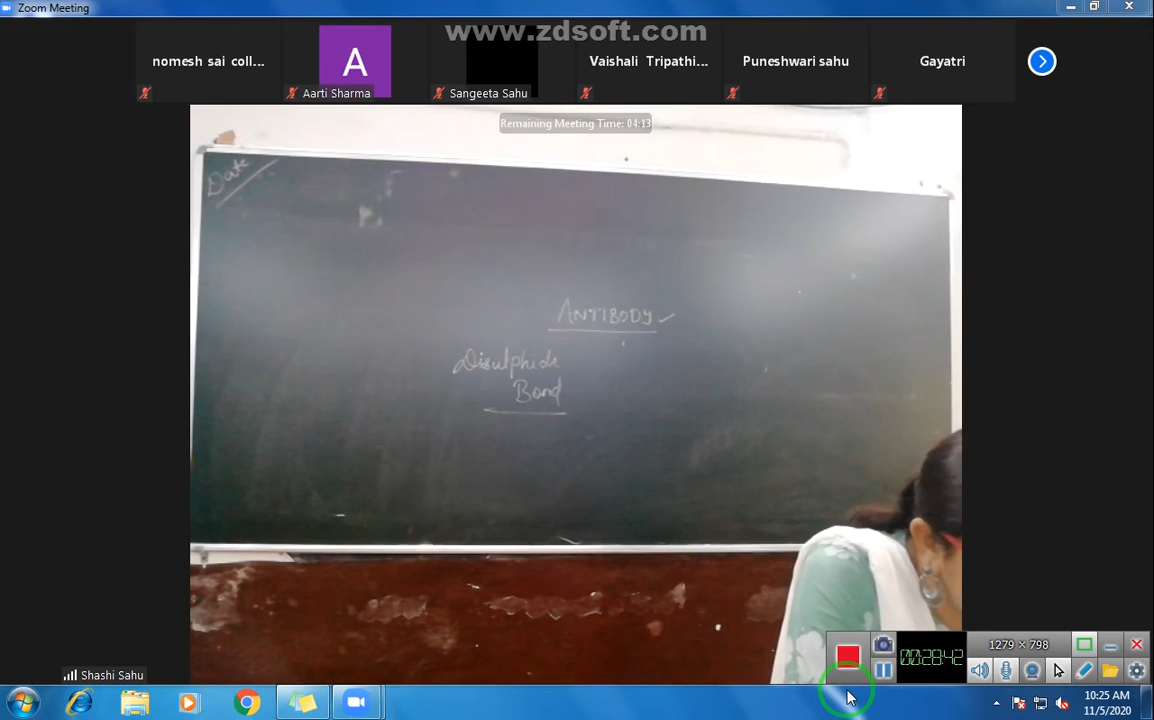 Zoom Meeting
www.zdsoft.com
nomesh sai coll...
A
Aarti Sharma
Sangeeta Sahu
Vaishali Tripathi...
Puneshwari sahu
Gayatri
Remaining Meeting Time: 04:13
Date
ANTIBODY
Disulphide
Bond
Shashi Sahu
1279 × 798
00:28:42
10:25 AM
11/5/2020